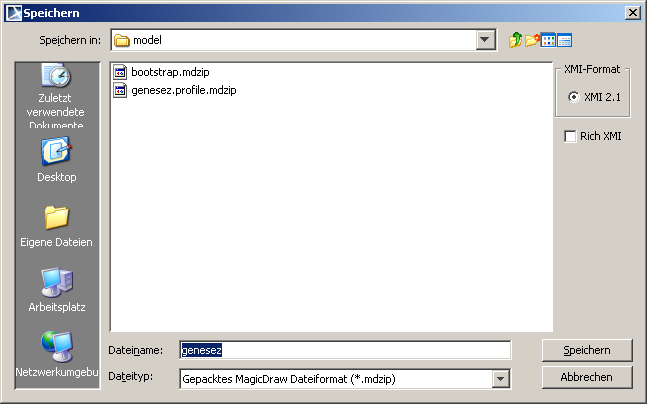 Speichern
Speichern in:
model
Zuletzt
verwendete
Dokumente
Desktop
Eigene Dateien
Arbeitsplatz
Netzwerkumgebu
bootstrap.mdzip
genesez.profile.mdzip
XMI-Format
XMI 2.1
Rich XMI
Dateiname:
genesez
Speichern
Dateityp:
Gepacktes MagicDraw Dateiformat (*.mdzip)
Abbrechen